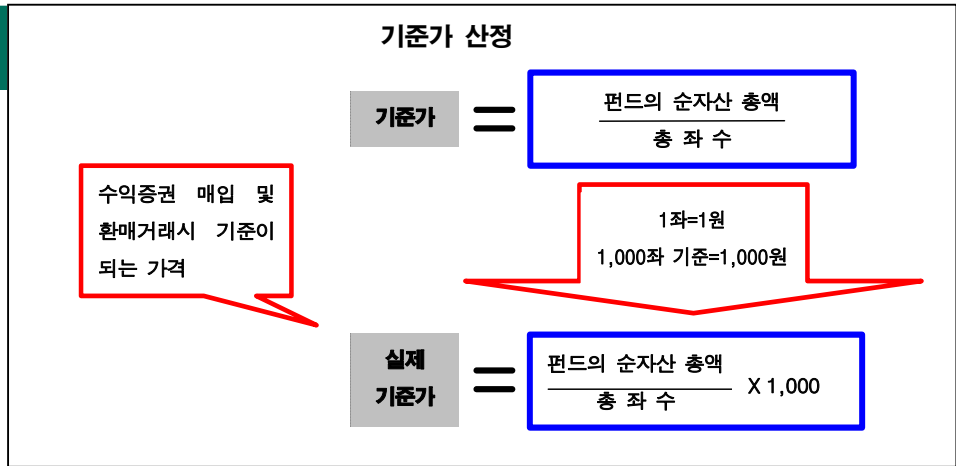 기준가 산정
기준가 = 펀드의 순자산 총액
총 좌 수
수익증권 매입 및
환매거래시 기준이
되는 가격
1좌=1원
1,000좌 기준=1,000원
실제
기준가 = 펀드의 순자산 총액
총 좌 수 X 1,000